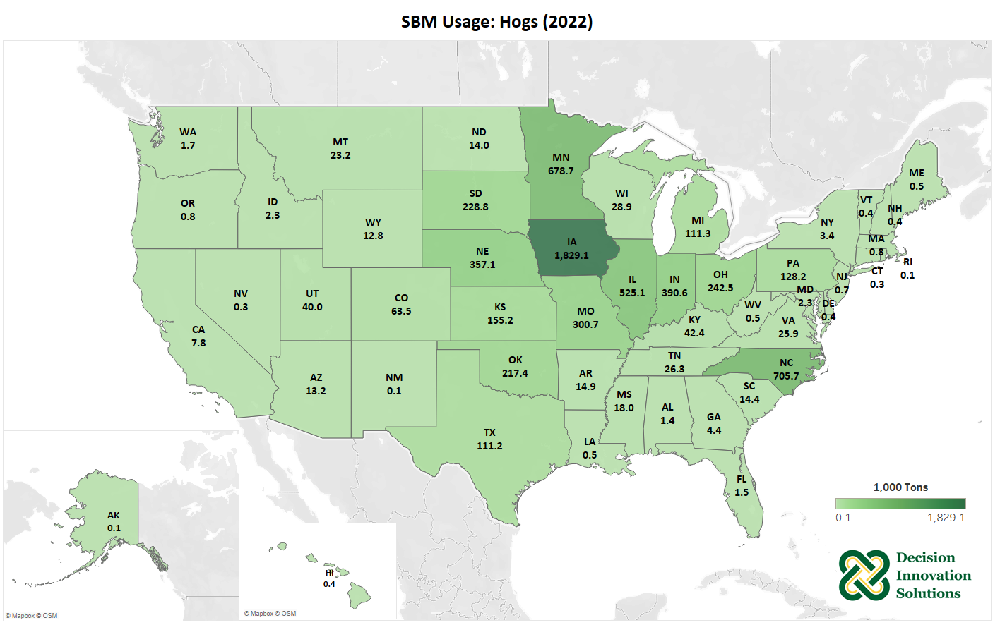 SBM Usage: Hogs (2022)
WA
1.7
MT
23.2
ND
14.0
MN
678.7
ME
0.5
OR
0.8
ID
2.3
WY
12.8
SD
228.8
WI
28.9
MI
111.3
VT
0.4
NH
0.4
NY
3.4
MA
0.8
RI
0.1
CT
0.3
NE
357.1
IA
1,829.1
IL
525.1
IN
390.6
OH
242.5
PA
128.2
NJ
0.7
MD
2.3
DE
0.4
NV
0.3
UT
40.0
CO
63.5
KS
155.2
MO
300.7
KY
42.4
WV
0.5
VA
25.9
CA
7.8
AZ
13.2
NM
0.1
OK
217.4
AR
14.9
TN
26.3
NC
705.7
SC
14.4
MS
18.0
AL
1.4
GA
4.4
TX
111.2
LA
0.5
FL
1.5
AK
0.1
HI
0.4
1,000 Tons
0.1 1,829.1
Decision
Innovation
Solutions
© Mapbox © OSM
© Mapbox © OSM